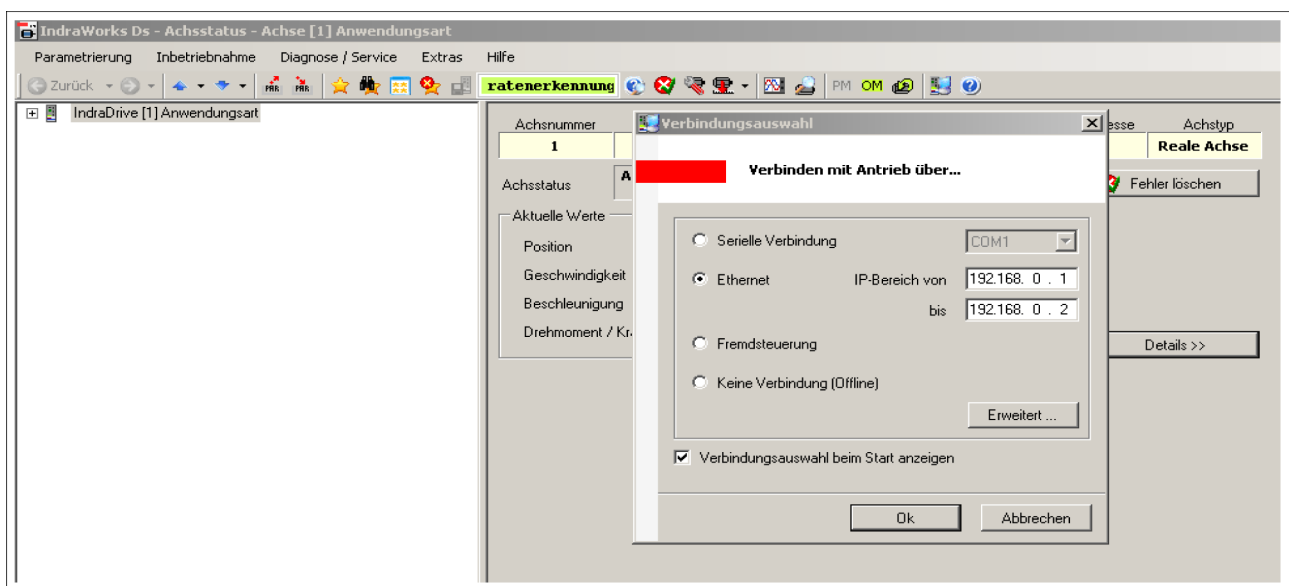 IndraWorks Ds - Achsstatus - Achse [1] Anwendungsart
Parametrierung Inbetriebnahme Diagnose / Service Extras Hilfe
Zurück PAR PAR ratenerkennung PM OM
IndraDrive [1] Anwendungsart
Achsnummer
1
Achsstatus A
Aktuelle Werte
Position
Geschwindigkeit
Beschleunigung
Drehmoment / Kr
Verbindungsauswahl
Verbinden mit Antrieb über...
Serielle Verbindung COM1
Ethernet IP-Bereich von 192.168. 0 . 1
bis 192.168. 0 . 2
Fremdsteuerung
Keine Verbindung (Offline)
Erweitert ...
Verbindungsauswahl beim Start anzeigen
Ok Abbrechen
esse Achstyp
Reale Achse
Fehler löschen
Details >>